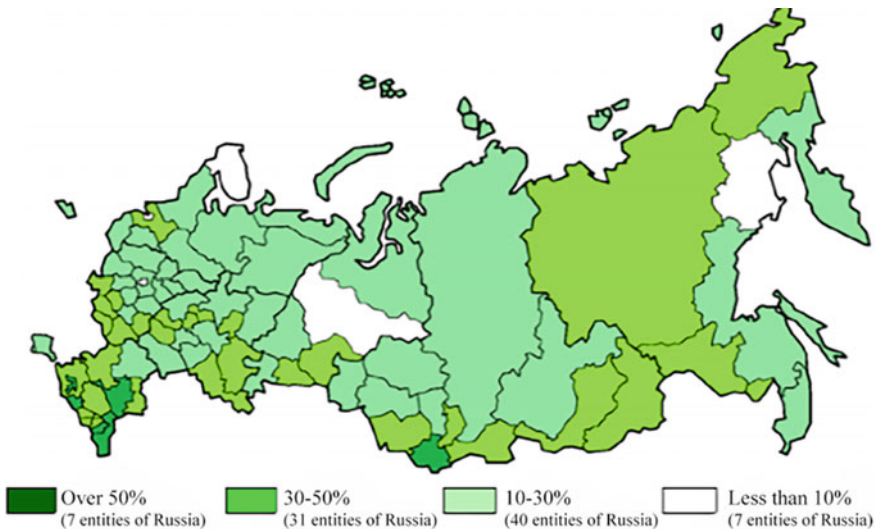 Over 50%
(7 entities of Russia)
30-50%
(31 entities of Russia)
10-30%
(40 entities of Russia)
Less than 10%
(7 entities of Russia)